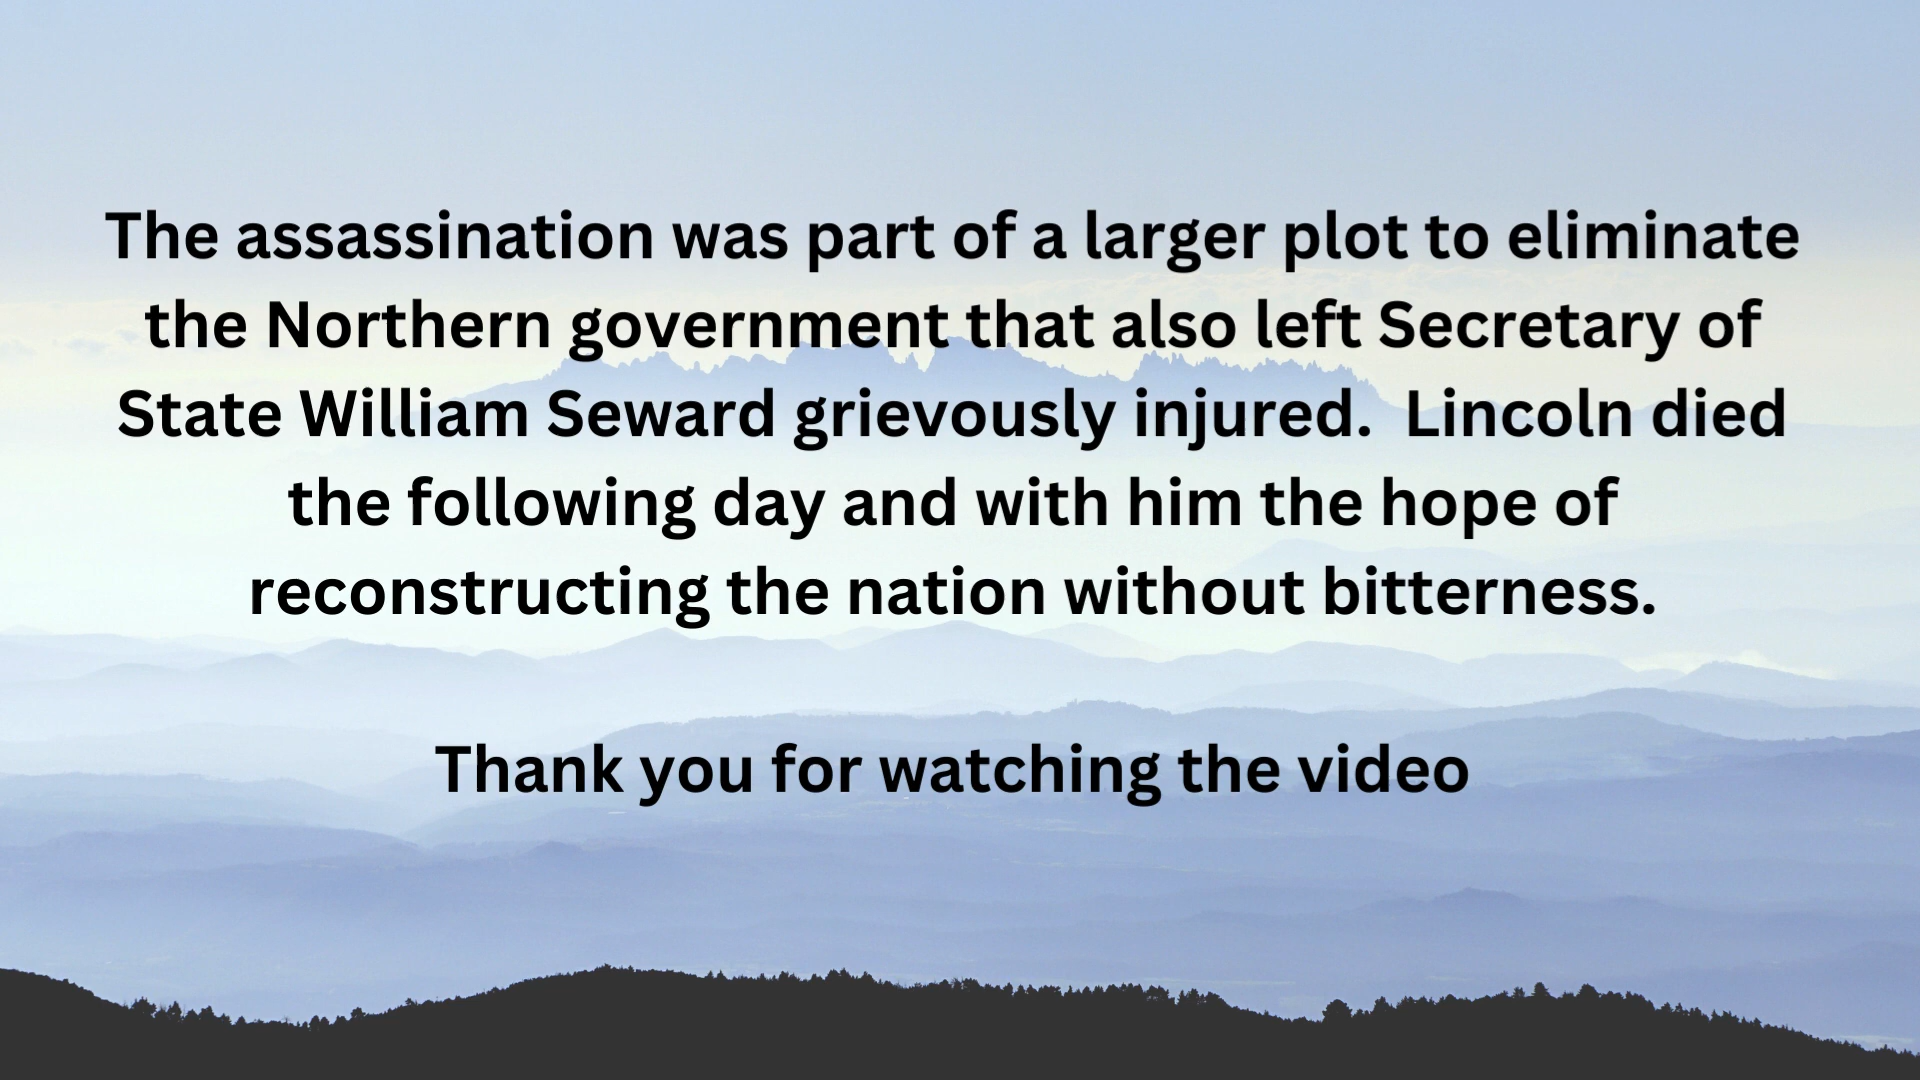 The assassination was part of a larger plot to eliminate
the Northern government that also left Secretary of
State William Seward grievously injured.  Lincoln died
the following day and with him the hope of
reconstructing the nation without bitterness.
Thank you for watching the video